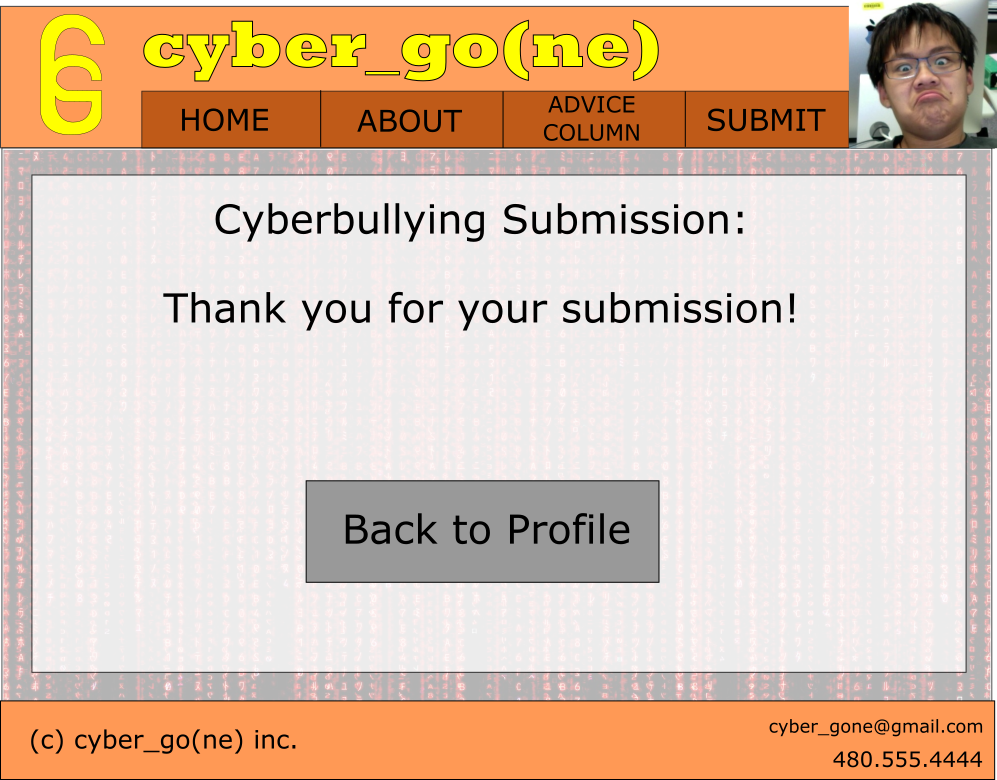 cyber_go(ne)
HOME
ABOUT
ADVICE
COLUMN
SUBMIT
Cyberbullying Submission:
Thank you for your submission!
Back to Profile
(c) cyber_go(ne) inc.
cyber_gone@gmail.com
480.555.4444